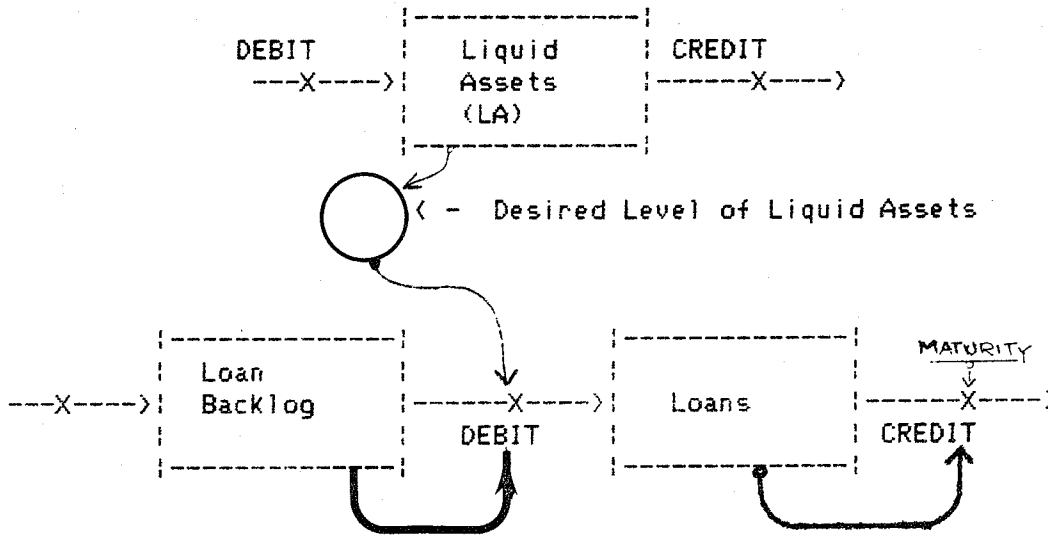 DEBIT
Liquid
CREDIT
---X---->
Assets
------X---->
(LA)
< - Desired Level of Liquid Assets
MATURITY
Loan
---X---->
Backlog
------X---->
Loans
------X---->
DEBIT
CREDIT